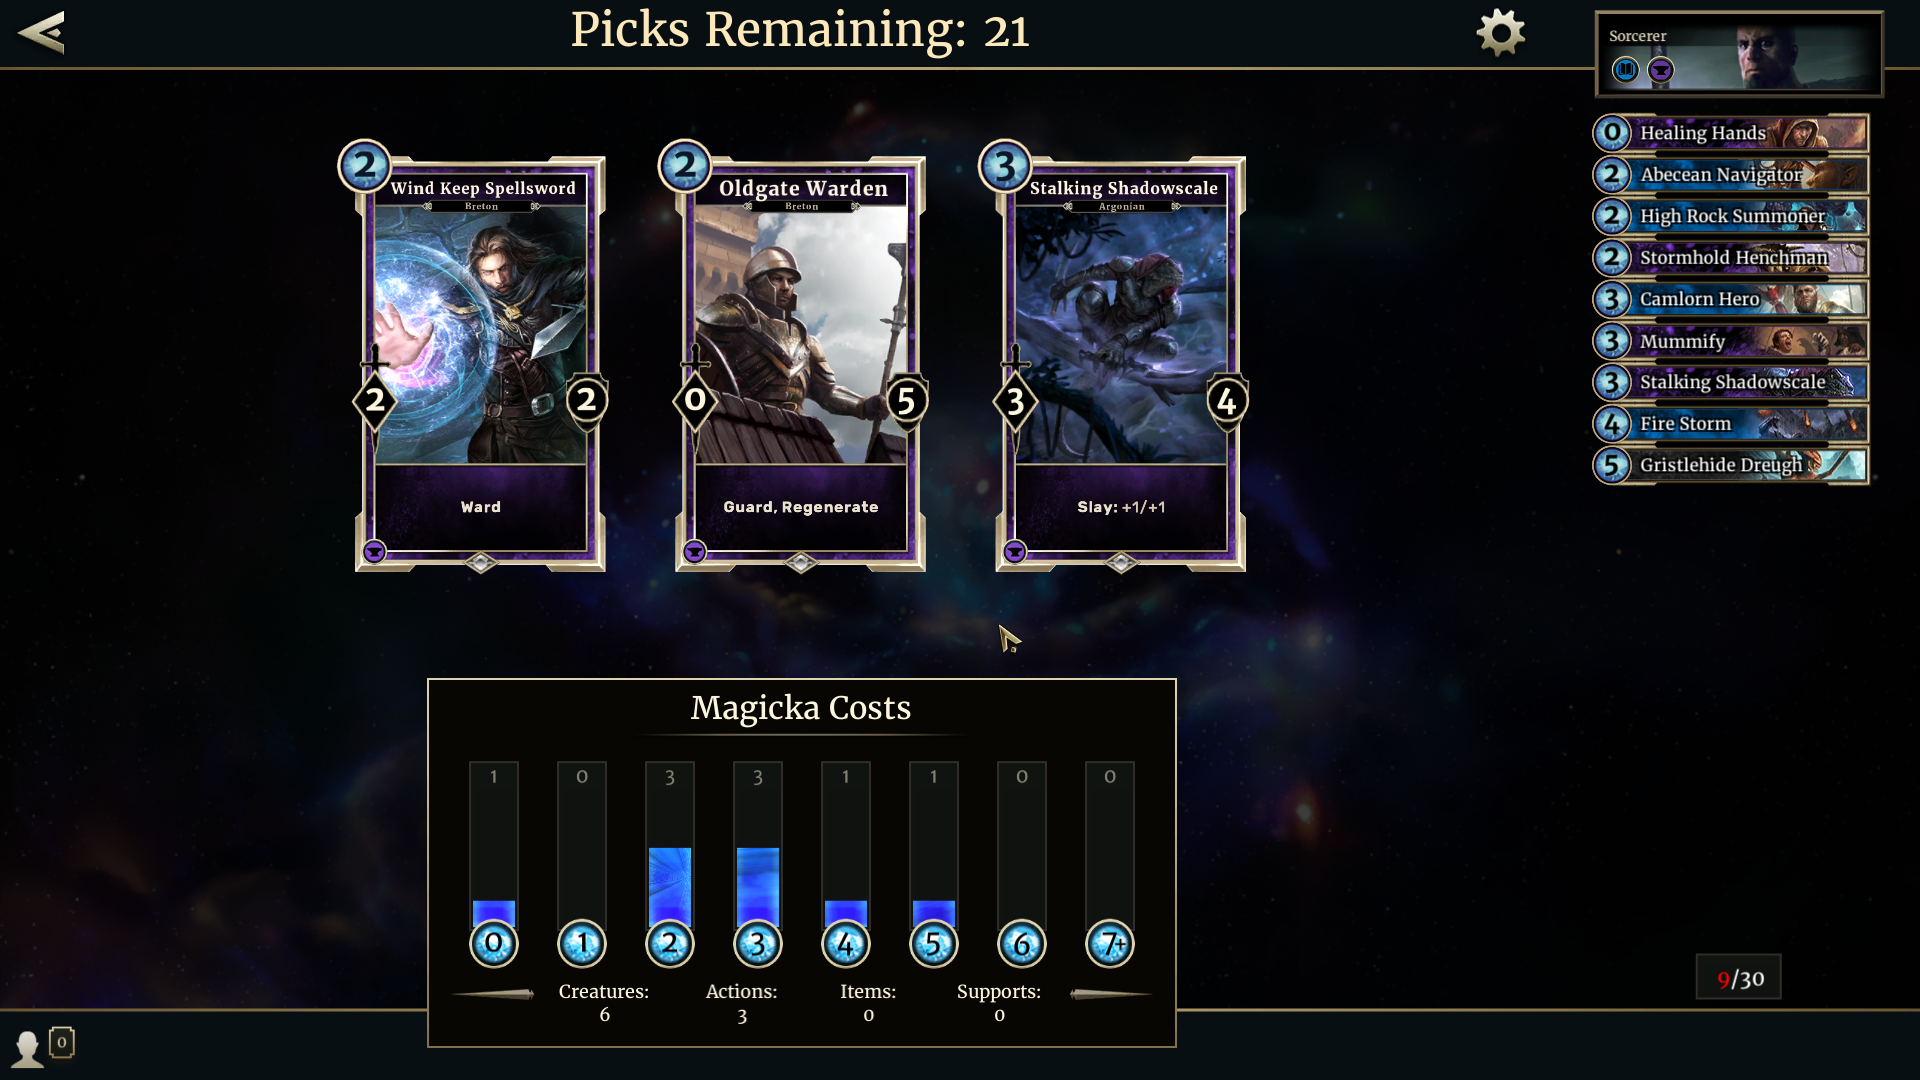 Picks Remaining: 21
Sorcerer
2
Wind Keep Spellsword
Breton
2
2
Ward
2
Oldgate Warden
Breton
0
5
Guard, Regenerate
3
Stalking Shadowscale
Argonian
3
4
Slay: +1/+1
0 Healing Hands
2 Abecean Navigator
2 High Rock Summoner
2 Stormhold Henchman
3 Camlorn Hero
3 Mummify
3 Stalking Shadowscale
4 Fire Storm
5 Gristlehide Dreugh
Magicka Costs
1 0 3 3 1 1 0 0
0 1 2 3 4 5 6 7+
Creatures: Actions: Items: Supports:
6 3 0 0
9/30
0